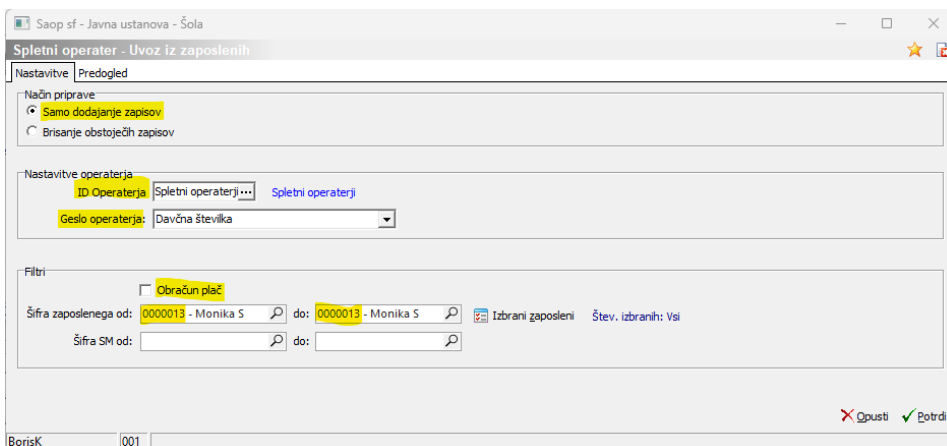 Saop sf - Javna ustanova - Šola
Spletni operater - Uvoz iz zaposlenih
Nastavitve Predogled
Način priprave
Samo dodajanje zapisov
Brisanje obstoječih zapisov
Nastavitve operaterja
ID Operaterja Spletni operaterji... Spletni operaterji
Geslo operaterja: Davčna številka
Filtri
Obračun plač
Šifra zaposlenega od: 0000013 - Monika S do: 0000013 - Monika S Izbrani zaposleni Štev. izbranih: Vsi
Šifra SM od: do:
Opusti Potrdi
BorisK 001